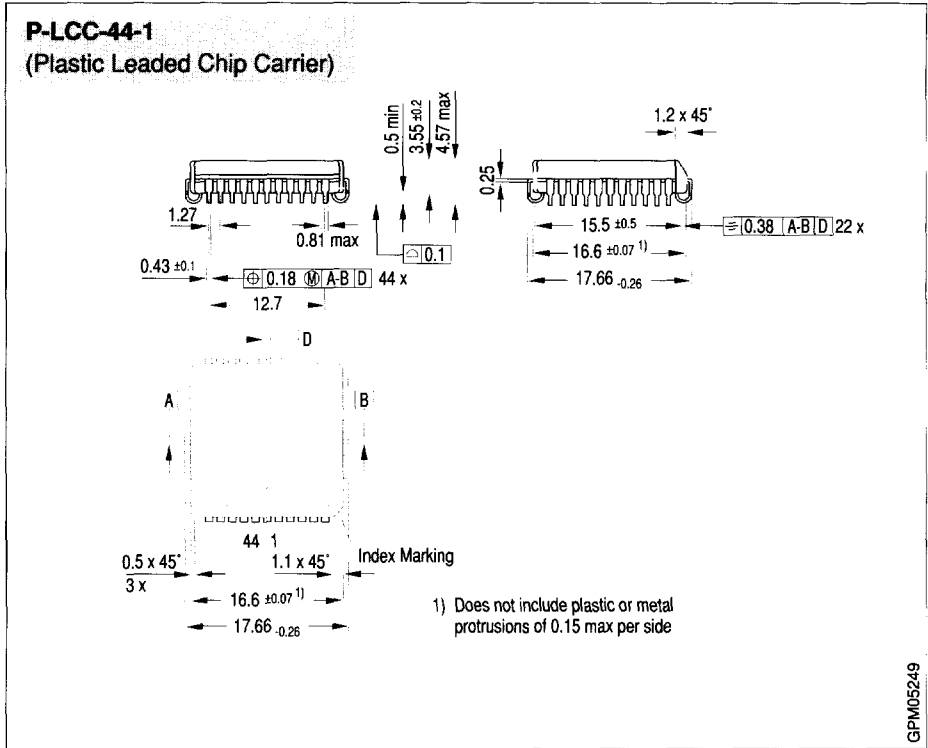 P-LCC-44-1
(Plastic Leaded Chip Carrier)
0.5 min
3.55 ±0.2
4.57 max
1.2 x 45°
0.25
1.27
0.81 max
0.1
15.5 ±0.5
0.38 A-B D 22 x
16.6 ±0.07 1)
17.66 -0.26
0.43 ±0.1
⌖ 0.18 Ⓜ A-B D 44 x
12.7
D
A
B
44 1
0.5 x 45°
3 x
1.1 x 45°
Index Marking
16.6 ±0.07 1)
17.66 -0.26
1) Does not include plastic or metal
protrusions of 0.15 max per side
GPM05249